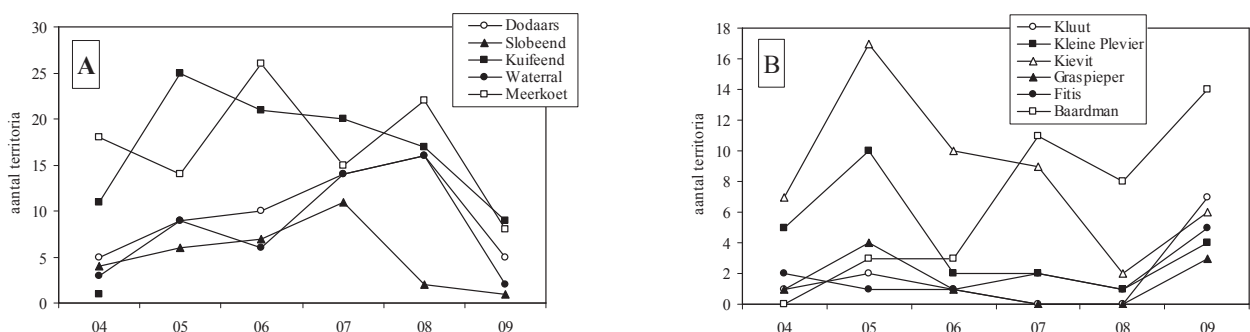 A
aantal territoria
30
25
20
15
10
5
0
04 05 06 07 08 09
Dodaars
Slobeend
Kuifeend
Waterral
Meerkoet
B
aantal territoria
18
16
14
12
10
8
6
4
2
0
04 05 06 07 08 09
Kluut
Kleine Plevier
Kievit
Graspieper
Fitis
Baardman